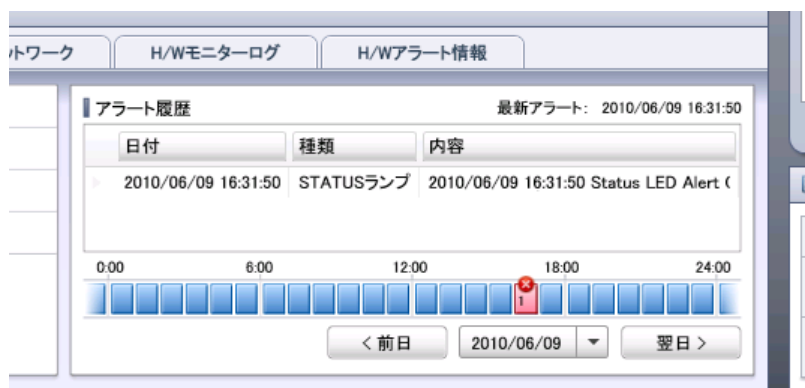 ットワーク H/Wモニターログ H/Wアラート情報
アラート履歴 最新アラート: 2010/06/09 16:31:50
日付 種類 内容
2010/06/09 16:31:50 STATUSランプ 2010/06/09 16:31:50 Status LED Alert (
0:00 6:00 12:00 18:00 24:00
1
< 前日 2010/06/09 翌日 >